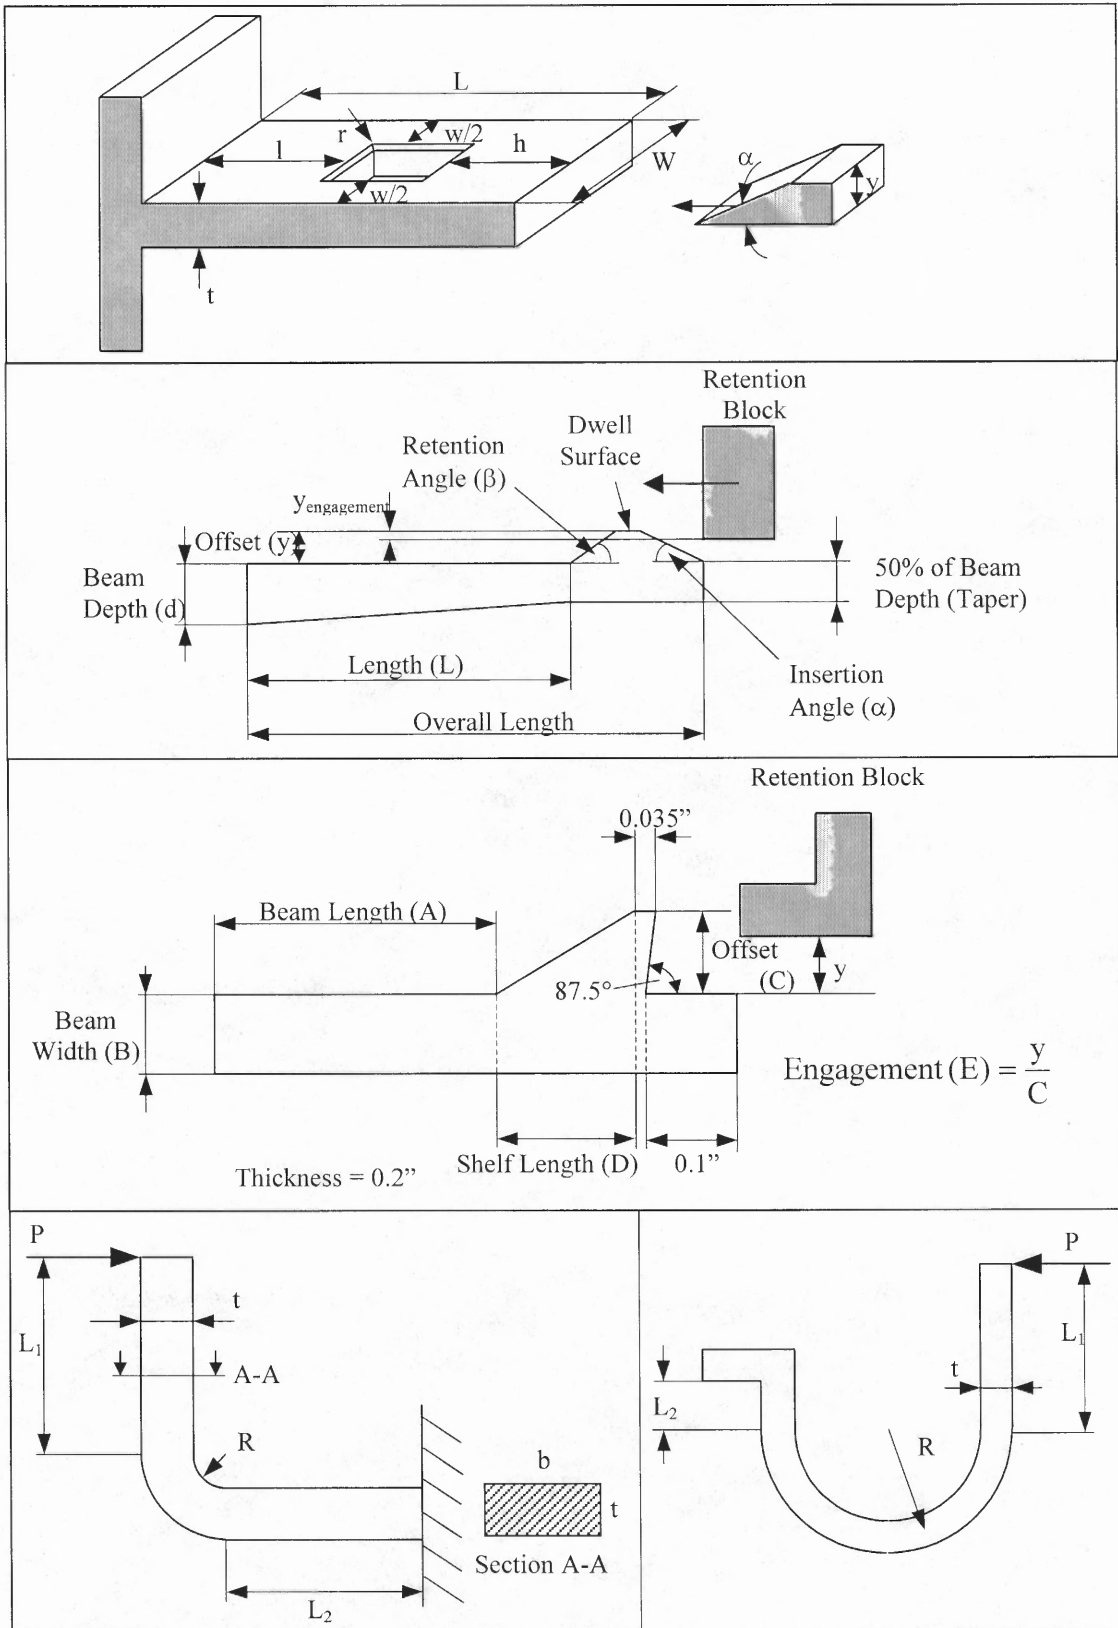 L
r
w/2
l
h
W
w/2
t
α
y
Retention
Block
Dwell
Surface
Retention
Angle (β)
y_engagement
Offset (y)
Beam
Depth (d)
50% of Beam
Depth (Taper)
Length (L)
Insertion
Angle (α)
Overall Length
Retention Block
0.035”
Beam Length (A)
Offset
(C)
y
87.5°
Beam
Width (B)
Engagement (E) = y/C
Shelf Length (D)
0.1”
Thickness = 0.2”
P
t
L₁
A-A
R
b
t
Section A-A
L₂
P
L₁
t
L₂
R